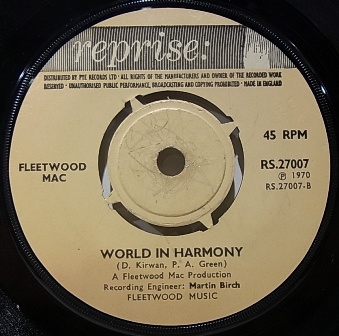 reprise:
DISTRIBUTED BY PYE RECORDS LTD · ALL RIGHTS OF THE MANUFACTURERS AND OWNER OF THE RECORDED WORK
RESERVED · UNAUTHORISED PUBLIC PERFORMANCE, BROADCASTING AND COPYING PROHIBITED · MADE IN ENGLAND
45 RPM
FLEETWOOD
MAC
RS.27007
℗ 1970
RS.27007-B
WORLD IN HARMONY
(D. Kirwan, P. A. Green)
A Fleetwood Mac Production
Recording Engineer: Martin Birch
FLEETWOOD MUSIC